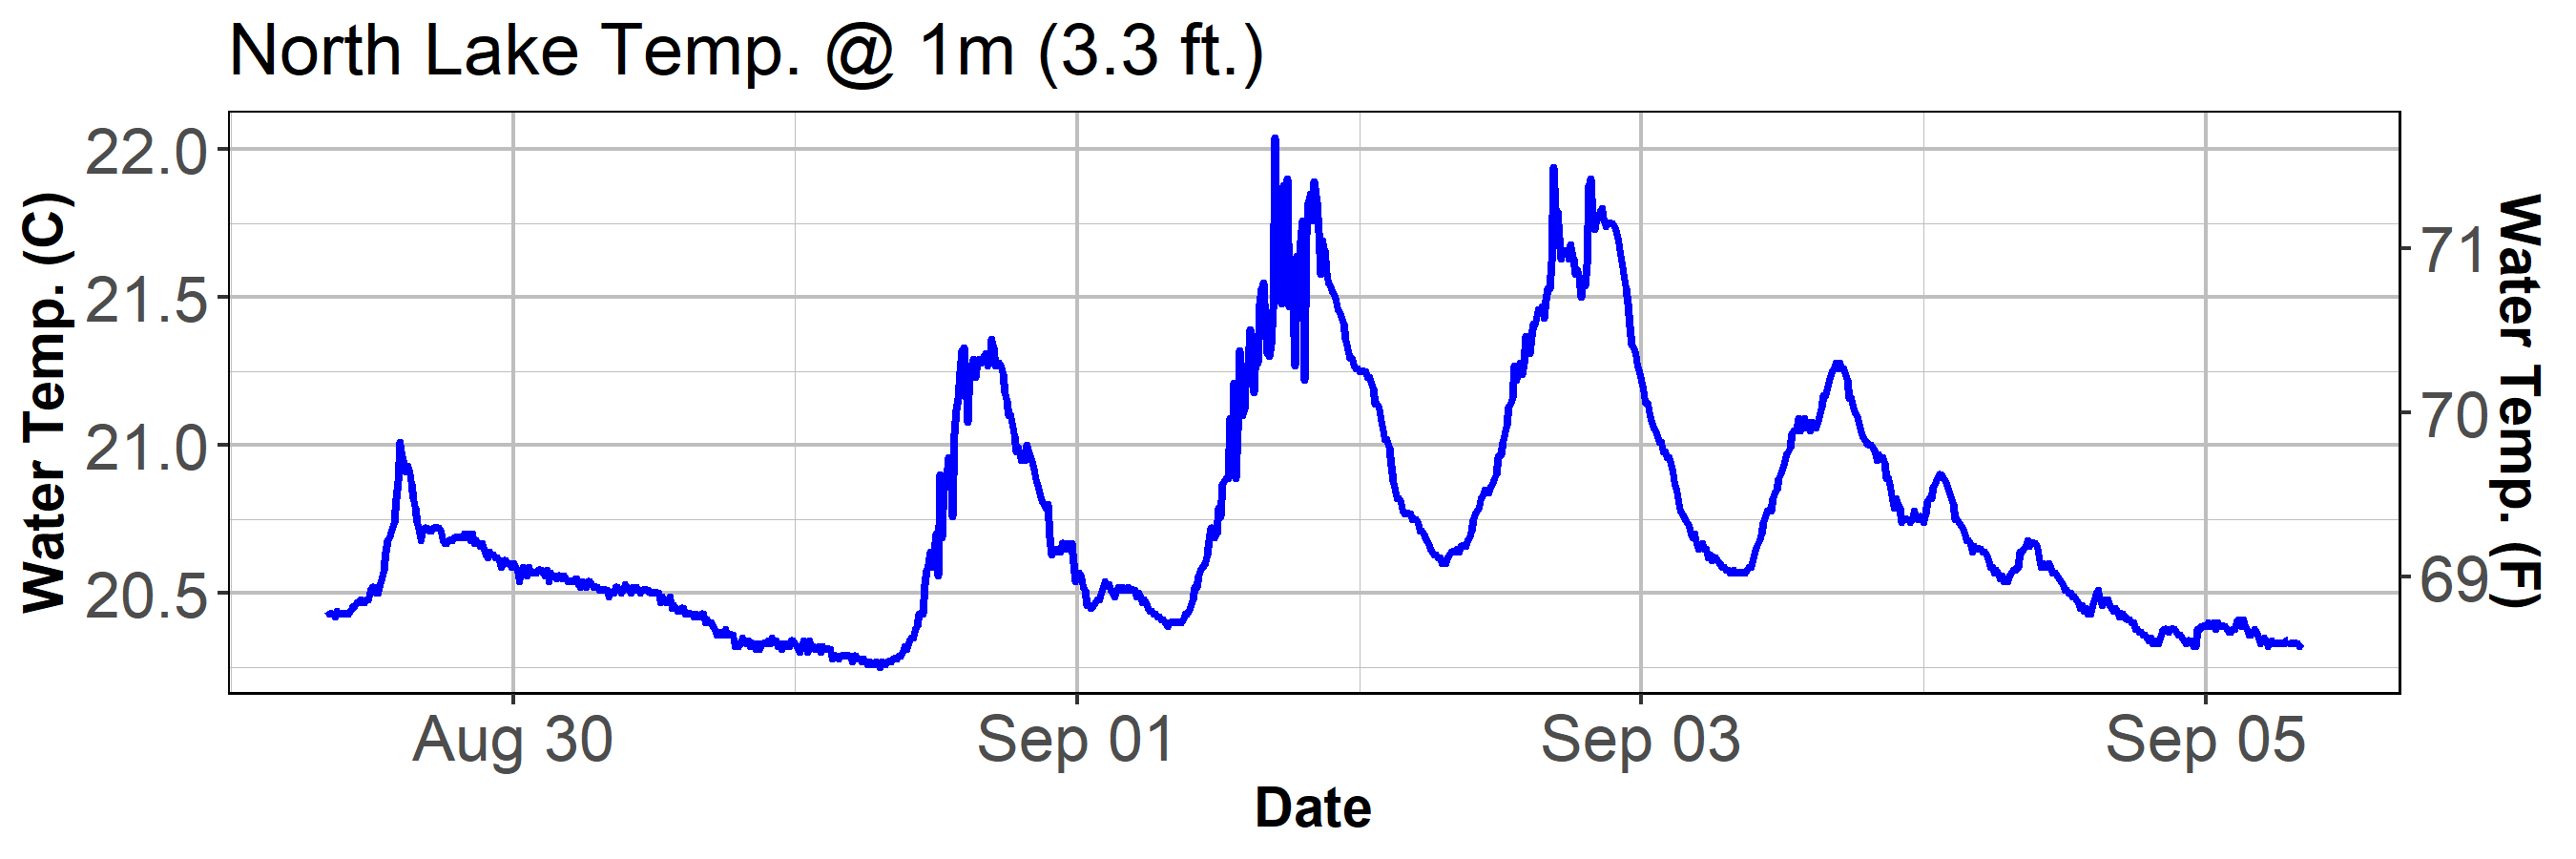 North Lake Temp. @ 1m (3.3 ft.)
Water Temp. (C)
22.0
21.5
21.0
20.5
71
70
69
Water Temp. (F)
Aug 30 Sep 01 Sep 03 Sep 05
Date